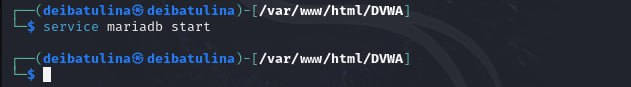 ┌──(deibatulina㉿deibatulina)-[/var/www/html/DVWA]
└─$ service mariadb start
┌──(deibatulina㉿deibatulina)-[/var/www/html/DVWA]
└─$